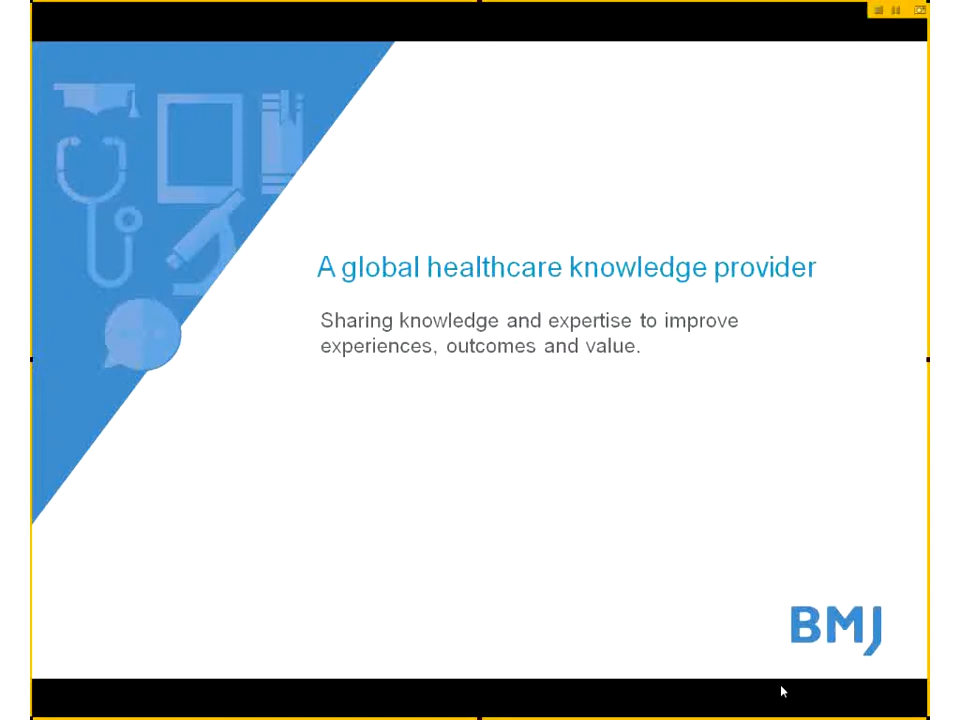 A global healthcare knowledge provider
Sharing knowledge and expertise to improve
experiences, outcomes and value.
BMJ